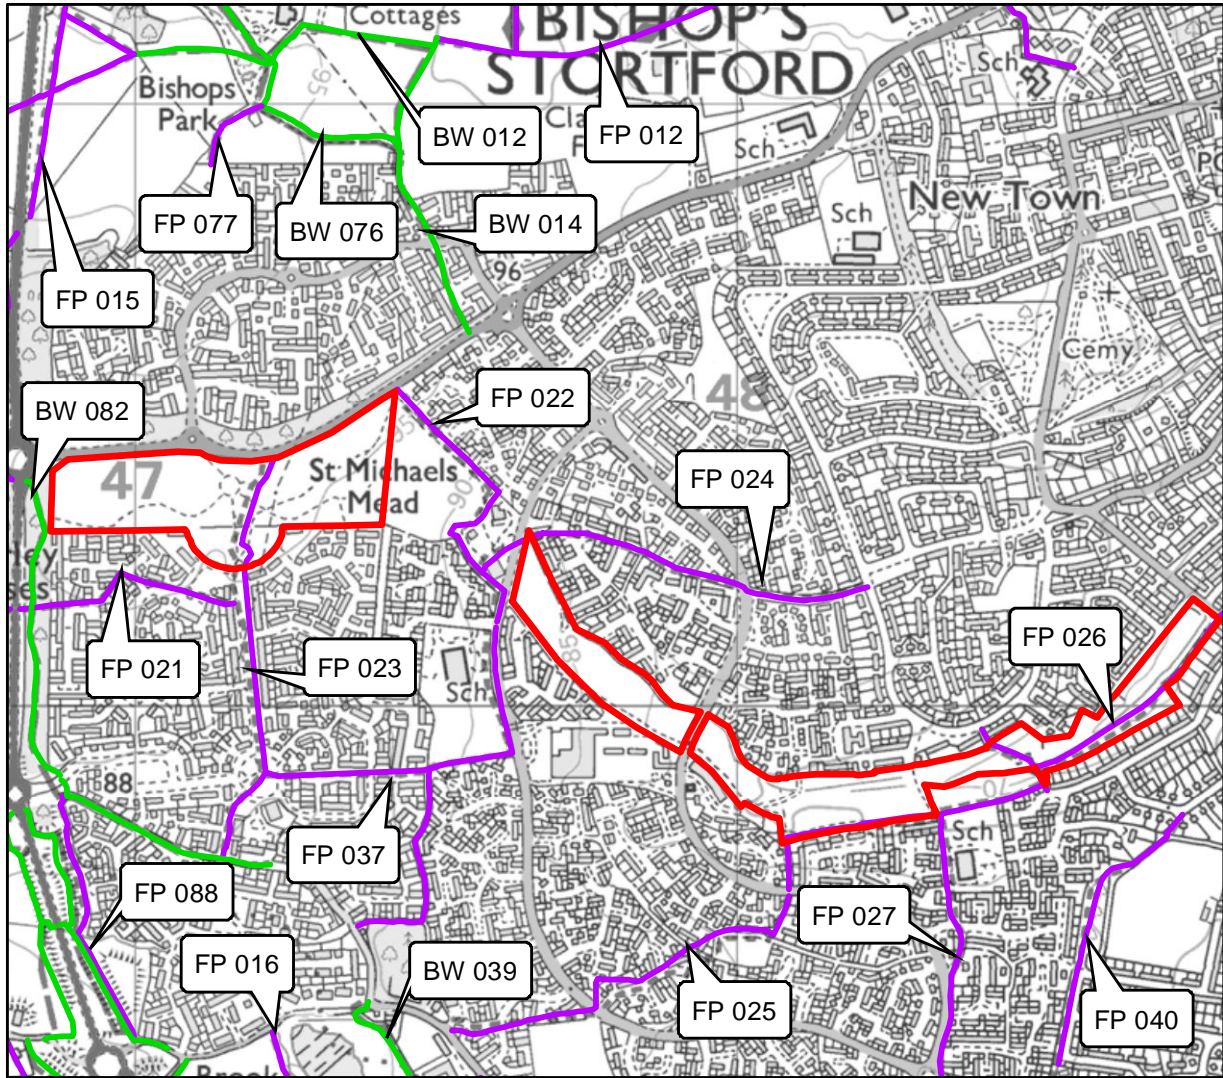 Cottages
BISHOP'S
STORTFORD
Sch
Bishops
Park
95
BW 012
FP 012
Sch
FP 077
BW 076
BW 014
Sch
New Town
96
FP 015
Cemy
BW 082
FP 022
48
47
St Michaels
Mead
90
FP 024
FP 021
FP 023
Sch
85
FP 026
88
FP 037
Sch
FP 088
FP 027
FP 016
BW 039
FP 025
FP 040